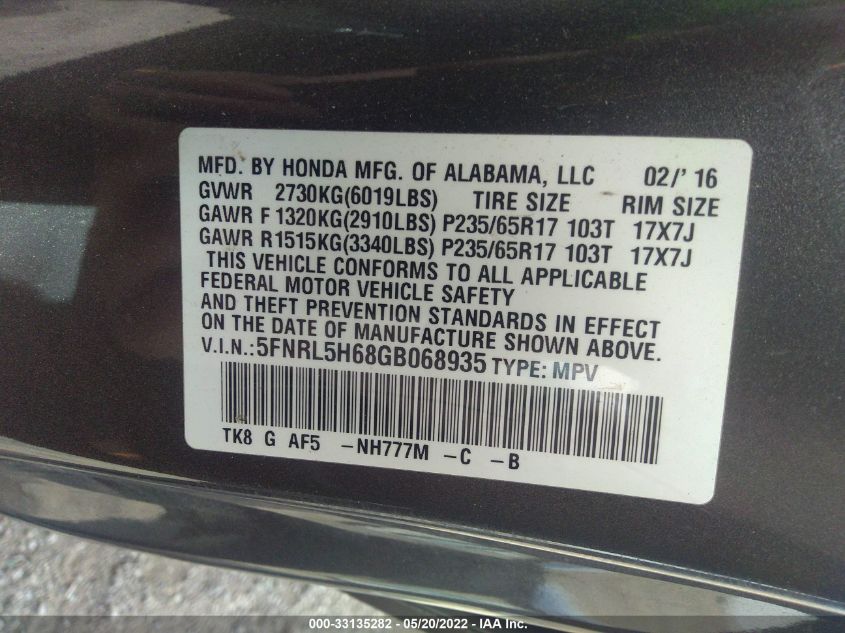 MFD. BY HONDA MFG. OF ALABAMA, LLC 02/' 16
GVWR 2730KG(6019LBS) TIRE SIZE RIM SIZE
GAWR F 1320KG(2910LBS) P235/65R17 103T 17X7J
GAWR R1515KG(3340LBS) P235/65R17 103T 17X7J
THIS VEHICLE CONFORMS TO ALL APPLICABLE
FEDERAL MOTOR VEHICLE SAFETY
AND THEFT PREVENTION STANDARDS IN EFFECT
ON THE DATE OF MANUFACTURE SHOWN ABOVE.
V.I.N.:5FNRL5H68GB068935 TYPE: MPV
TK8 G AF5 -NH777M -C -B
000-33135282 - 05/20/2022 - IAA Inc.